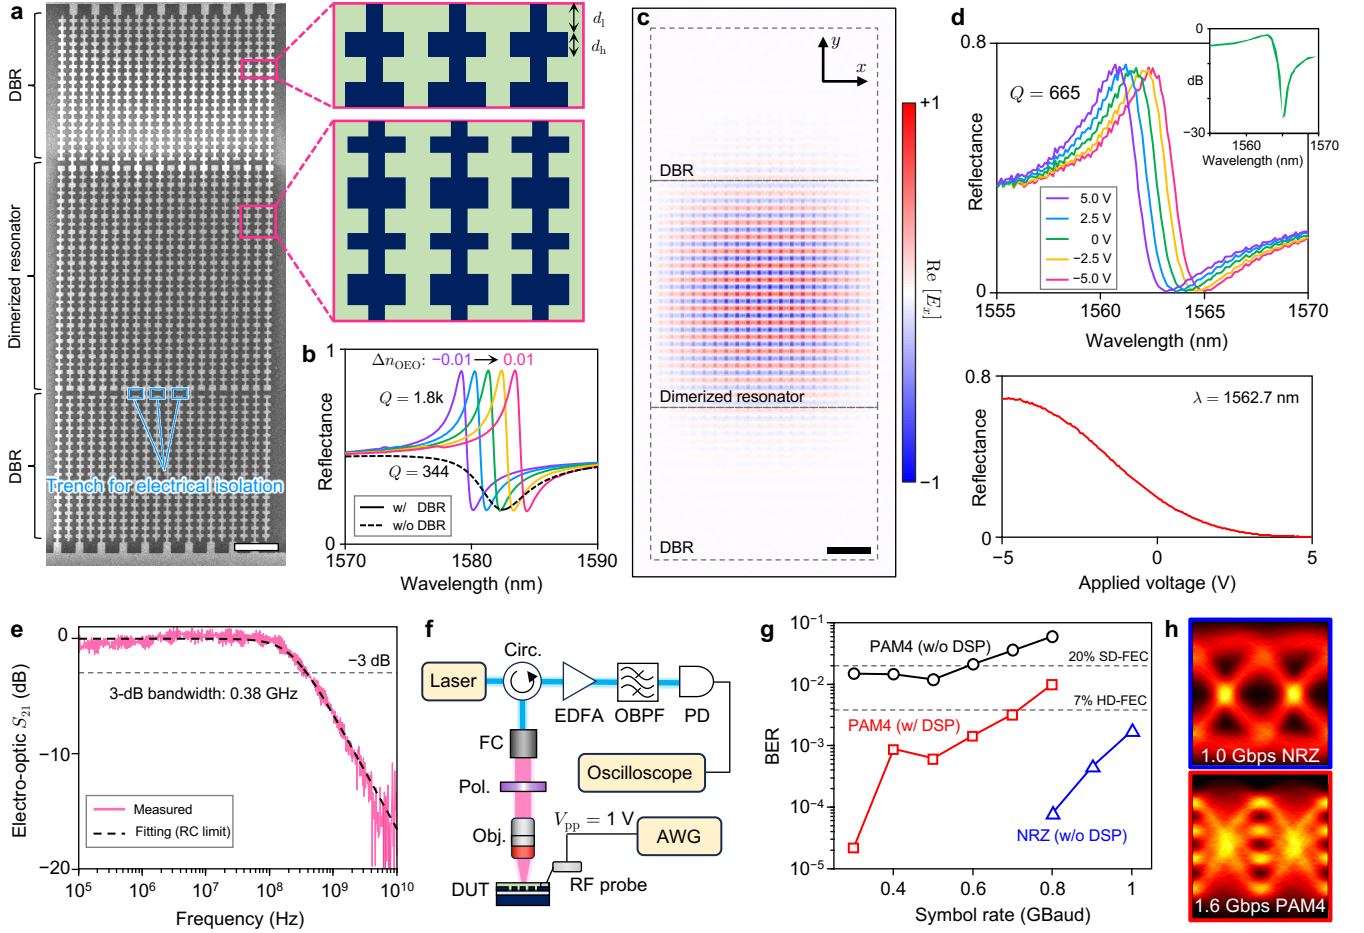 a
DBR
Dimerized resonator
DBR
Trench for electrical isolation
d_l
d_h
b
Δn_OEO: −0.01 → 0.01
Q = 1.8k
Q = 344
w/ DBR
w/o DBR
Reflectance
1
0
1570
1580
1590
Wavelength (nm)
c
y
x
DBR
Dimerized resonator
DBR
+1
−1
Re [E_x]
d
0.8
0
Reflectance
Q = 665
5.0 V
2.5 V
0 V
−2.5 V
−5.0 V
1555
1560
1565
1570
Wavelength (nm)
0
dB
−30
1560
1570
Wavelength (nm)
0.8
0
Reflectance
λ = 1562.7 nm
−5
0
5
Applied voltage (V)
e
Electro-optic S_21 (dB)
0
−10
−20
−3 dB
3-dB bandwidth: 0.38 GHz
Measured
Fitting (RC limit)
10^5
10^6
10^7
10^8
10^9
10^10
Frequency (Hz)
f
Laser
Circ.
EDFA
OBPF
PD
FC
Oscilloscope
Pol.
V_pp = 1 V
AWG
Obj.
RF probe
DUT
g
BER
10^−1
10^−2
10^−3
10^−4
10^−5
PAM4 (w/o DSP)
20% SD-FEC
7% HD-FEC
PAM4 (w/ DSP)
NRZ (w/o DSP)
0.4
0.6
0.8
1
Symbol rate (GBaud)
h
1.0 Gbps NRZ
1.6 Gbps PAM4